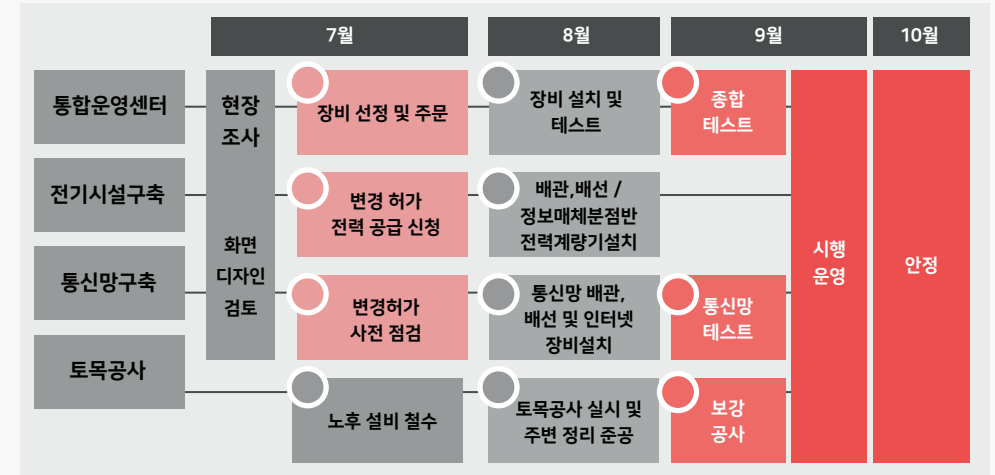 7월
8월
9월
10월
통합운영센터
현장
조사
장비 선정 및 주문
장비 설치 및
테스트
종합
테스트
전기시설구축
변경 허가
전력 공급 신청
배관,배선 /
정보매체분점반
전력계량기설치
화면
디자인
검토
시행
운영
안정
통신망구축
변경허가
사전 점검
통신망 배관,
배선 및 인터넷
장비설치
통신망
테스트
토목공사
노후 설비 철수
토목공사 실시 및
주변 정리 준공
보강
공사